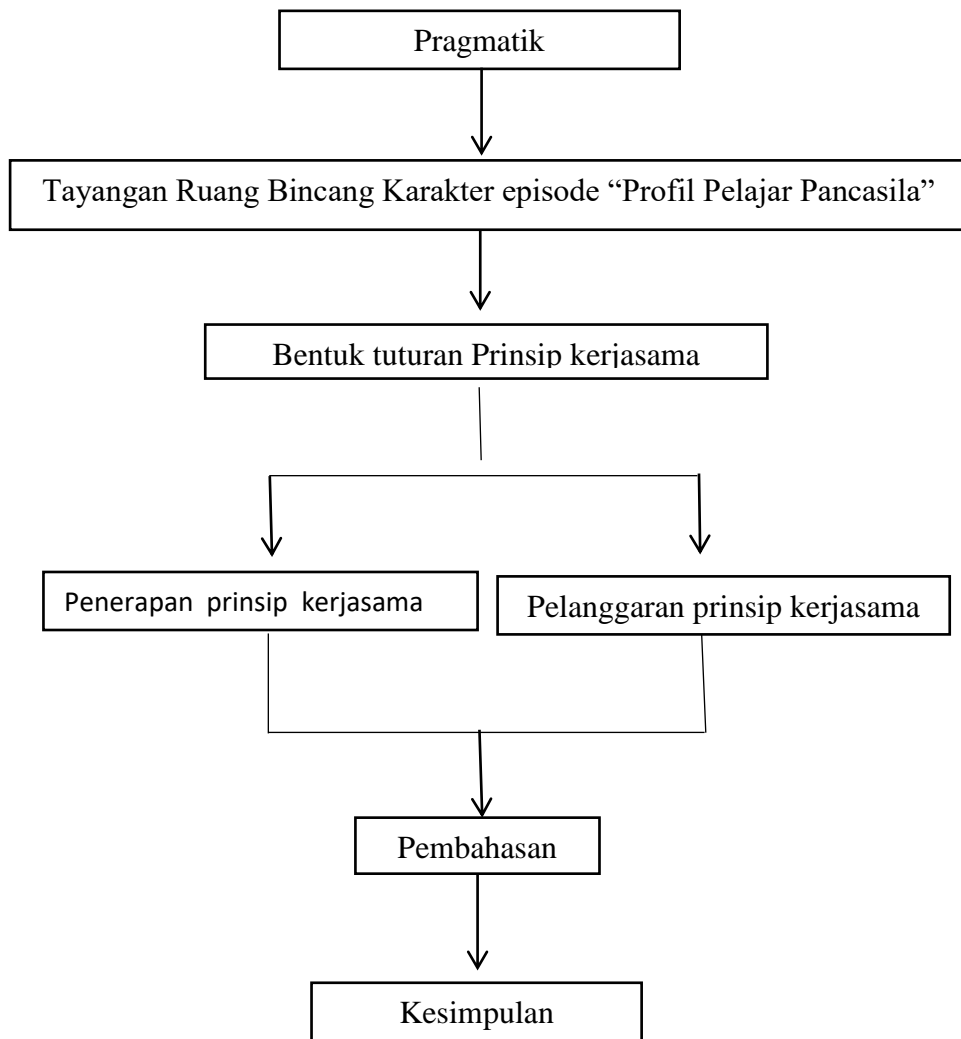 Pragmatik
Tayangan Ruang Bincang Karakter episode “Profil Pelajar Pancasila”
Bentuk tuturan Prinsip kerjasama
Penerapan prinsip kerjasama
Pelanggaran prinsip kerjasama
Pembahasan
Kesimpulan